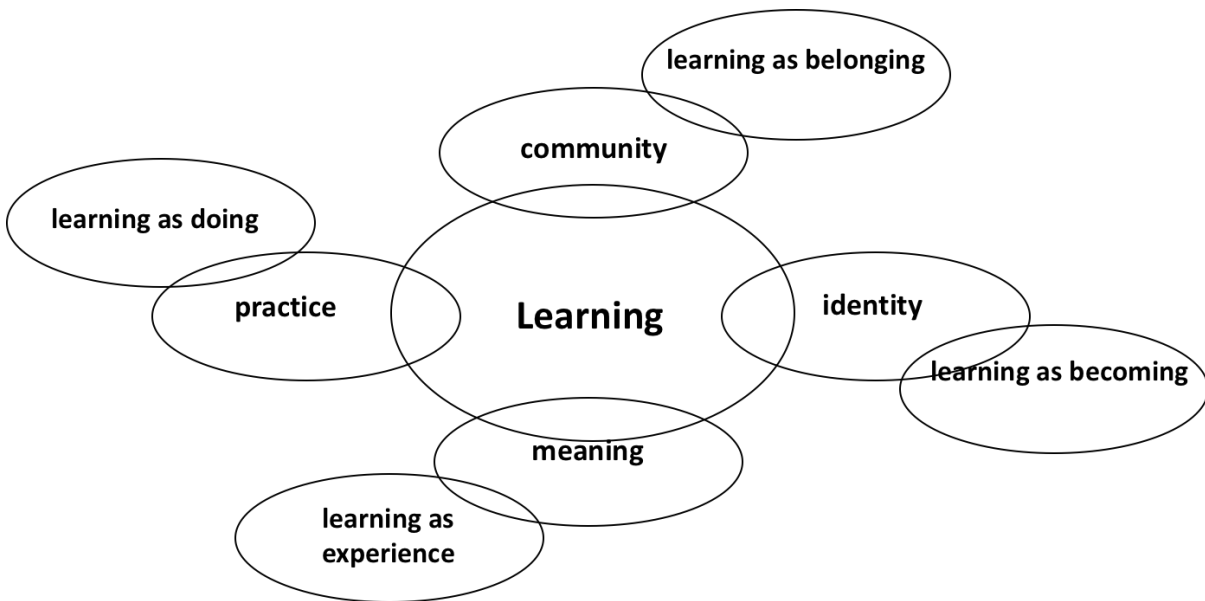 learning as belonging
community
learning as doing
practice
Learning
identity
learning as becoming
meaning
learning as
experience